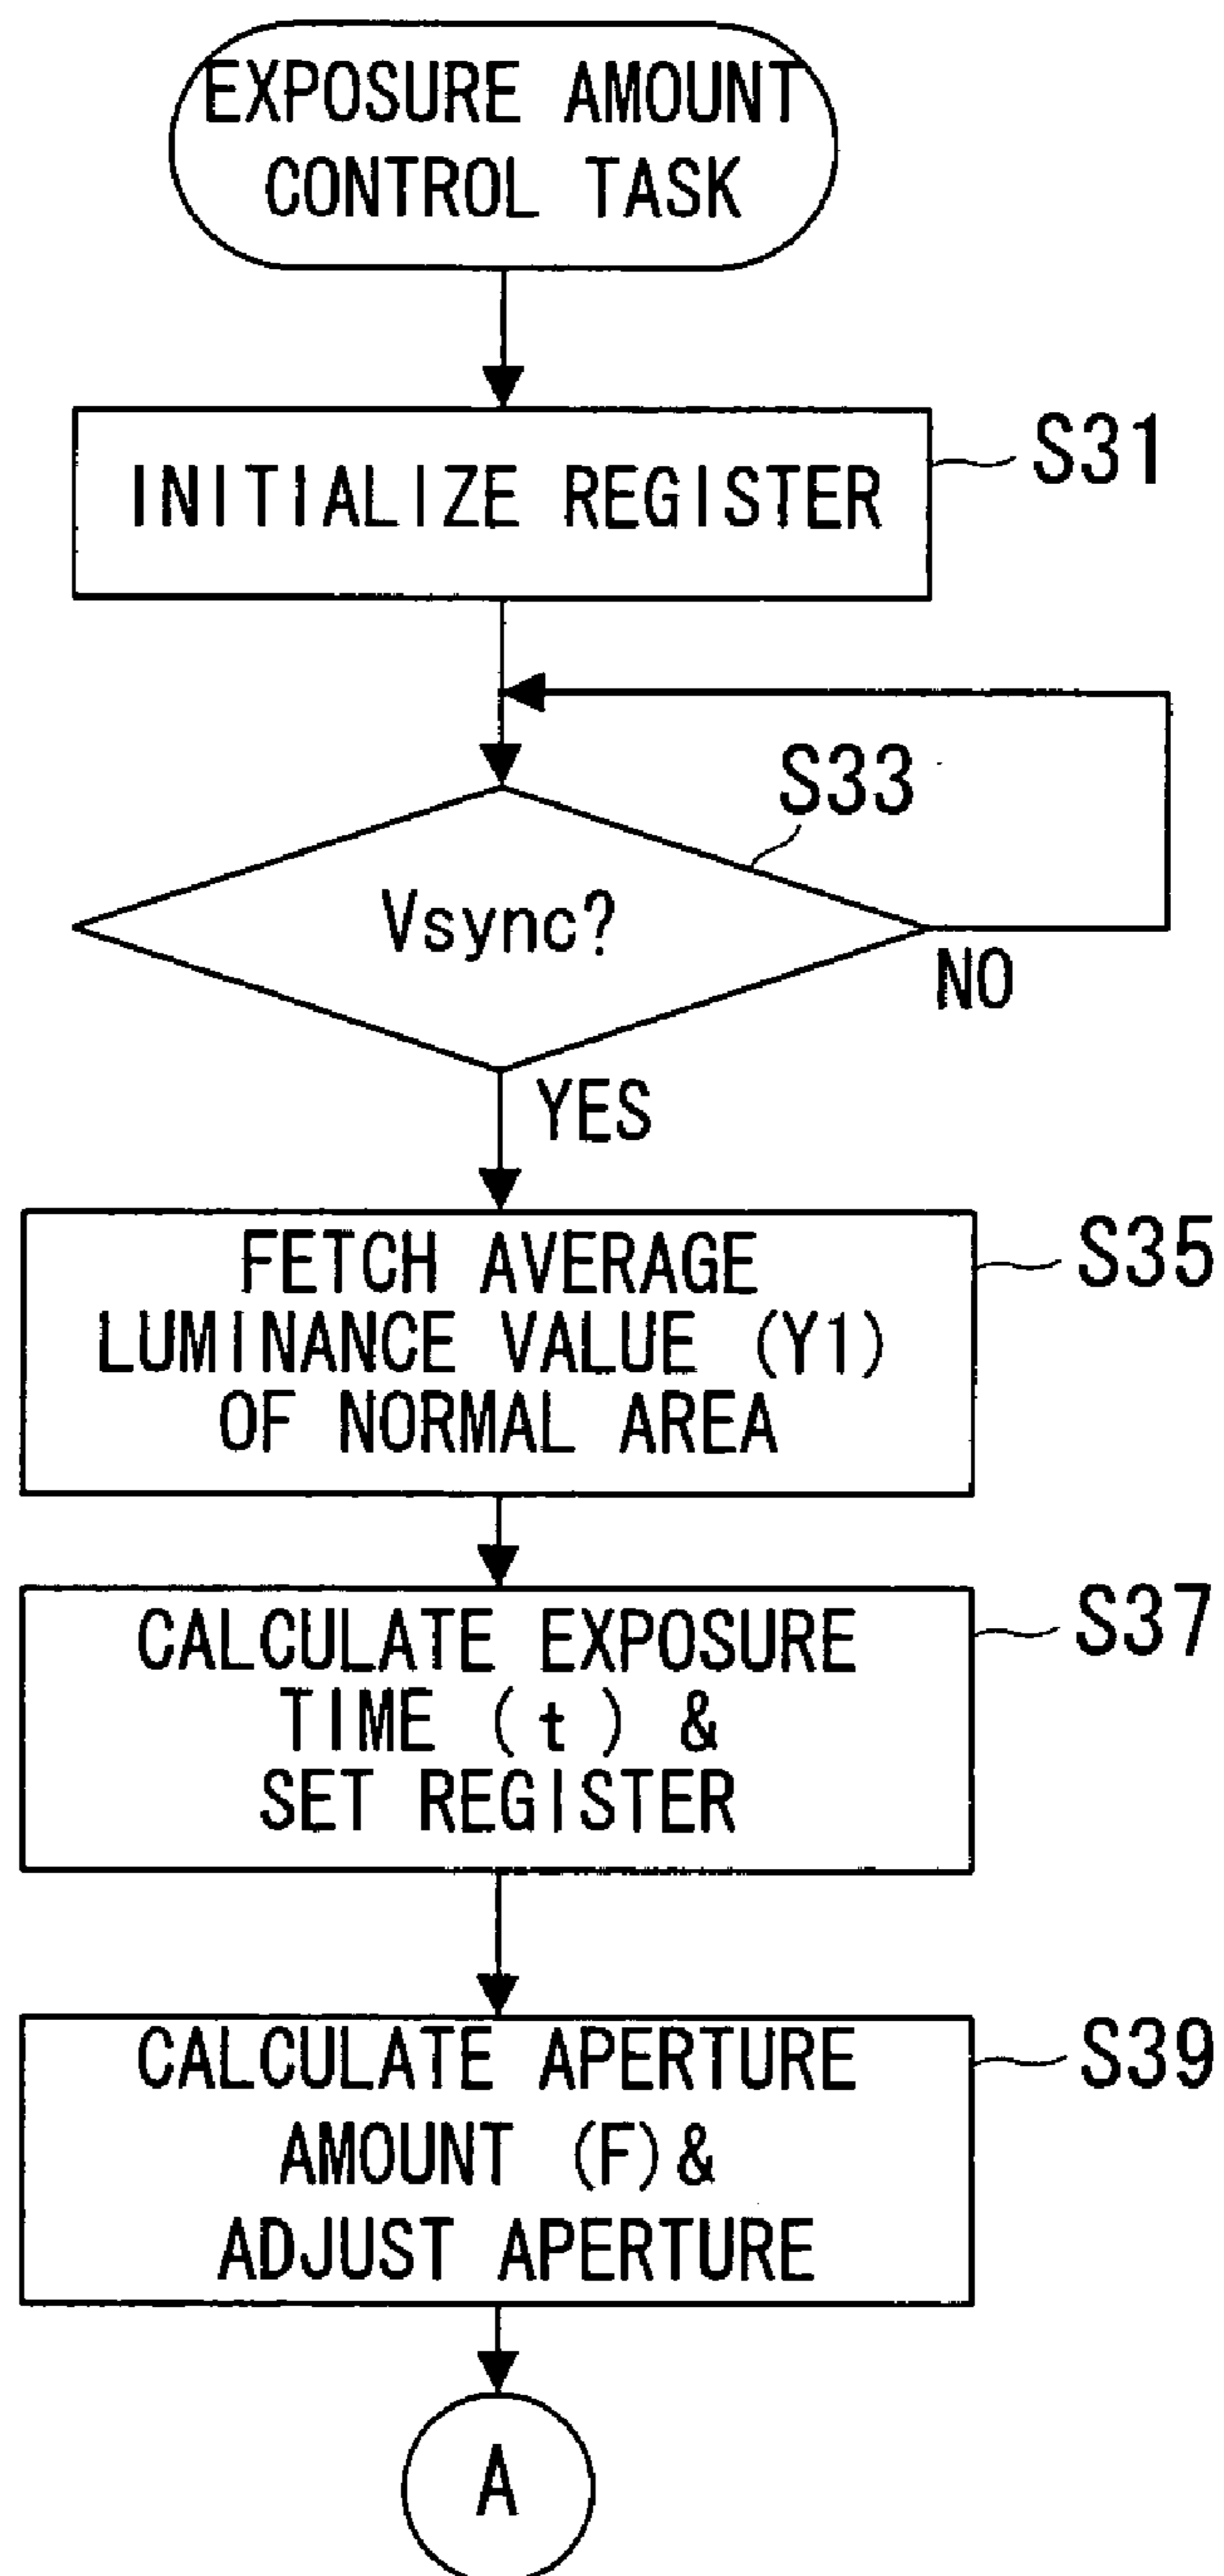 EXPOSURE AMOUNT
CONTROL TASK
INITIALIZE REGISTER
S31
S33
Vsync?
NO
YES
FETCH AVERAGE
LUMINANCE VALUE (Y1)
OF NORMAL AREA
S35
CALCULATE EXPOSURE
TIME (t) &
SET REGISTER
S37
CALCULATE APERTURE
AMOUNT (F)&
ADJUST APERTURE
S39
A